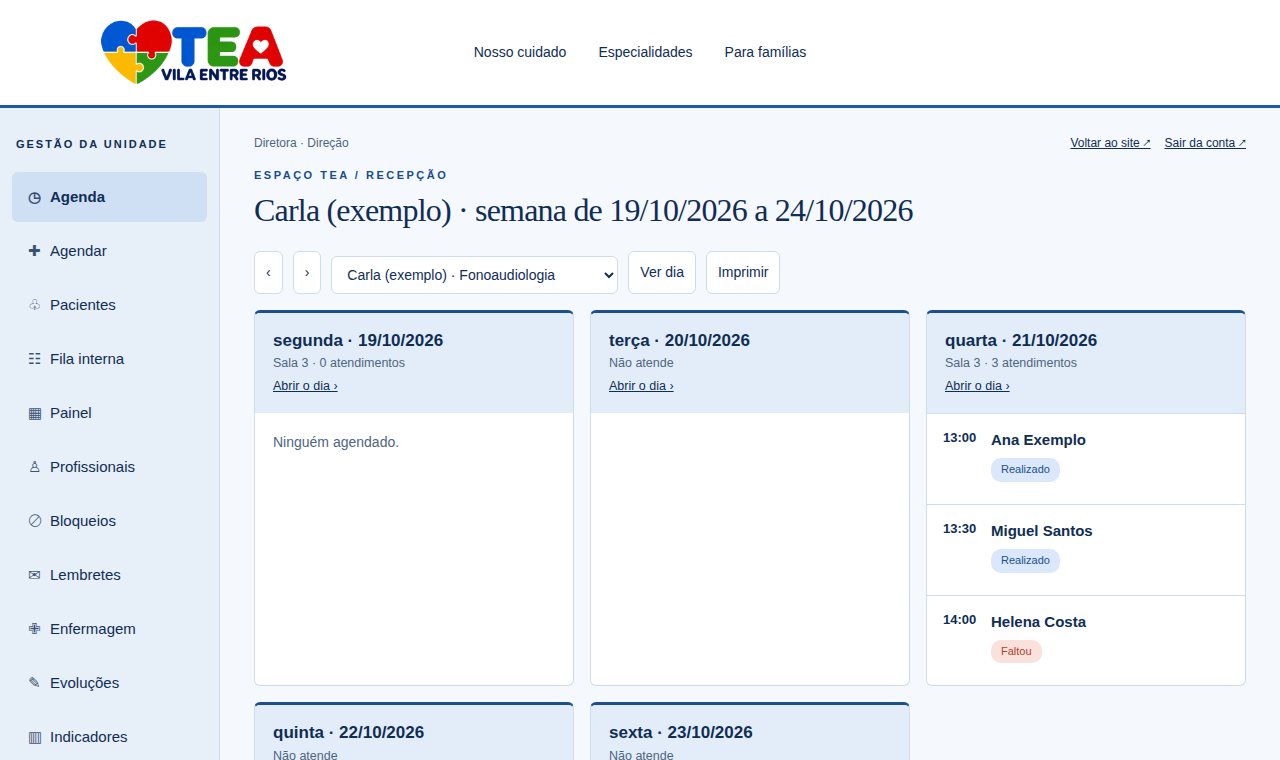 TEA
VILA ENTRE RIOS
Nosso cuidado
Especialidades
Para famílias
GESTÃO DA UNIDADE
Agenda
Agendar
Pacientes
Fila interna
Painel
Profissionais
Bloqueios
Lembretes
Enfermagem
Evoluções
Indicadores
Diretora · Direção
Voltar ao site ↗
Sair da conta ↗
ESPAÇO TEA / RECEPÇÃO
Carla (exemplo) · semana de 19/10/2026 a 24/10/2026
‹
›
Carla (exemplo) · Fonoaudiologia
Ver dia
Imprimir
segunda · 19/10/2026
Sala 3 · 0 atendimentos
Abrir o dia ›
Ninguém agendado.
terça · 20/10/2026
Não atende
Abrir o dia ›
quarta · 21/10/2026
Sala 3 · 3 atendimentos
Abrir o dia ›
13:00 Ana Exemplo
Realizado
13:30 Miguel Santos
Realizado
14:00 Helena Costa
Faltou
quinta · 22/10/2026
Não atende
sexta · 23/10/2026
Não atende